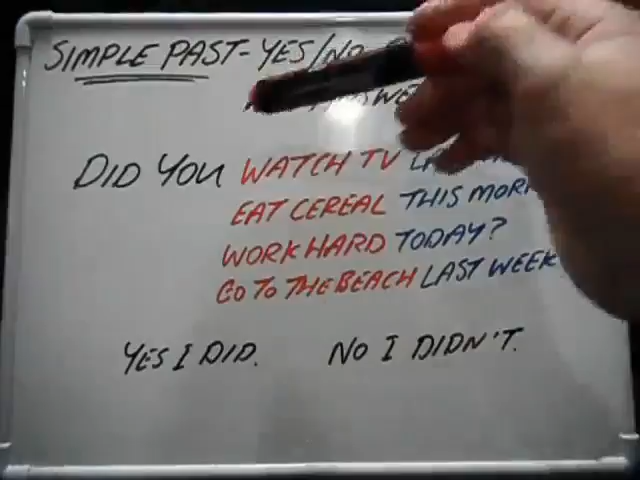 SIMPLE PAST-YES/NO
DID YOU WATCH TV
EAT CEREAL THIS
WORK HARD TODAY?
GO TO THE BEACH LAST WEEK
YES I DID. NO I DIDN'T.